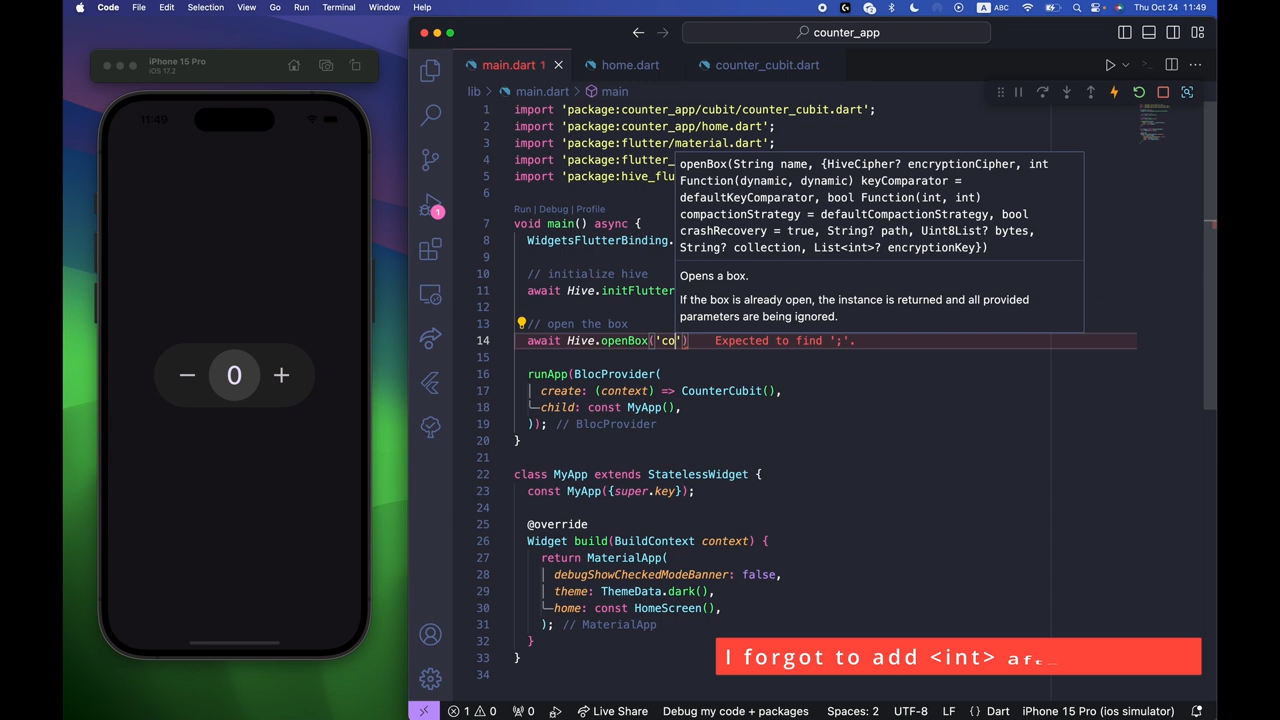 Code File Edit Selection View Go Run Terminal Window Help A ABC Thu Oct 24 11:49
iPhone 15 Pro
iOS 17.2
11:49
0
counter_app
main.dart 1
home.dart
counter_cubit.dart
lib > main.dart > main
1 import 'package:counter_app/cubit/counter_cubit.dart';
2 import 'package:counter_app/home.dart';
3 import 'package:flutter/material.dart';
4 import 'package:flutter_
5 import 'package:hive_flu
6
openBox(String name, {HiveCipher? encryptionCipher, int
Function(dynamic, dynamic) keyComparator =
defaultKeyComparator, bool Function(int, int)
compactionStrategy = defaultCompactionStrategy, bool
crashRecovery = true, String? path, Uint8List? bytes,
String? collection, List<int>? encryptionKey})
Opens a box.
If the box is already open, the instance is returned and all provided
parameters are being ignored.
Run | Debug | Profile
7 void main() async {
8 WidgetsFlutterBinding.
9
10 // initialize hive
11 await Hive.initFlutter
12
13 // open the box
14 await Hive.openBox('co') Expected to find ';'.
15
16 runApp(BlocProvider(
17 create: (context) => CounterCubit(),
18 child: const MyApp(),
19 )); // BlocProvider
20 }
21
22 class MyApp extends StatelessWidget {
23 const MyApp({super.key});
24
25 @override
26 Widget build(BuildContext context) {
27 return MaterialApp(
28 debugShowCheckedModeBanner: false,
29 theme: ThemeData.dark(),
30 home: const HomeScreen(),
31 ); // MaterialApp
32 }
33 }
34
1
I forgot to add <int>
1 0 0 Live Share Debug my code + packages Spaces: 2 UTF-8 LF {} Dart iPhone 15 Pro (ios simulator)